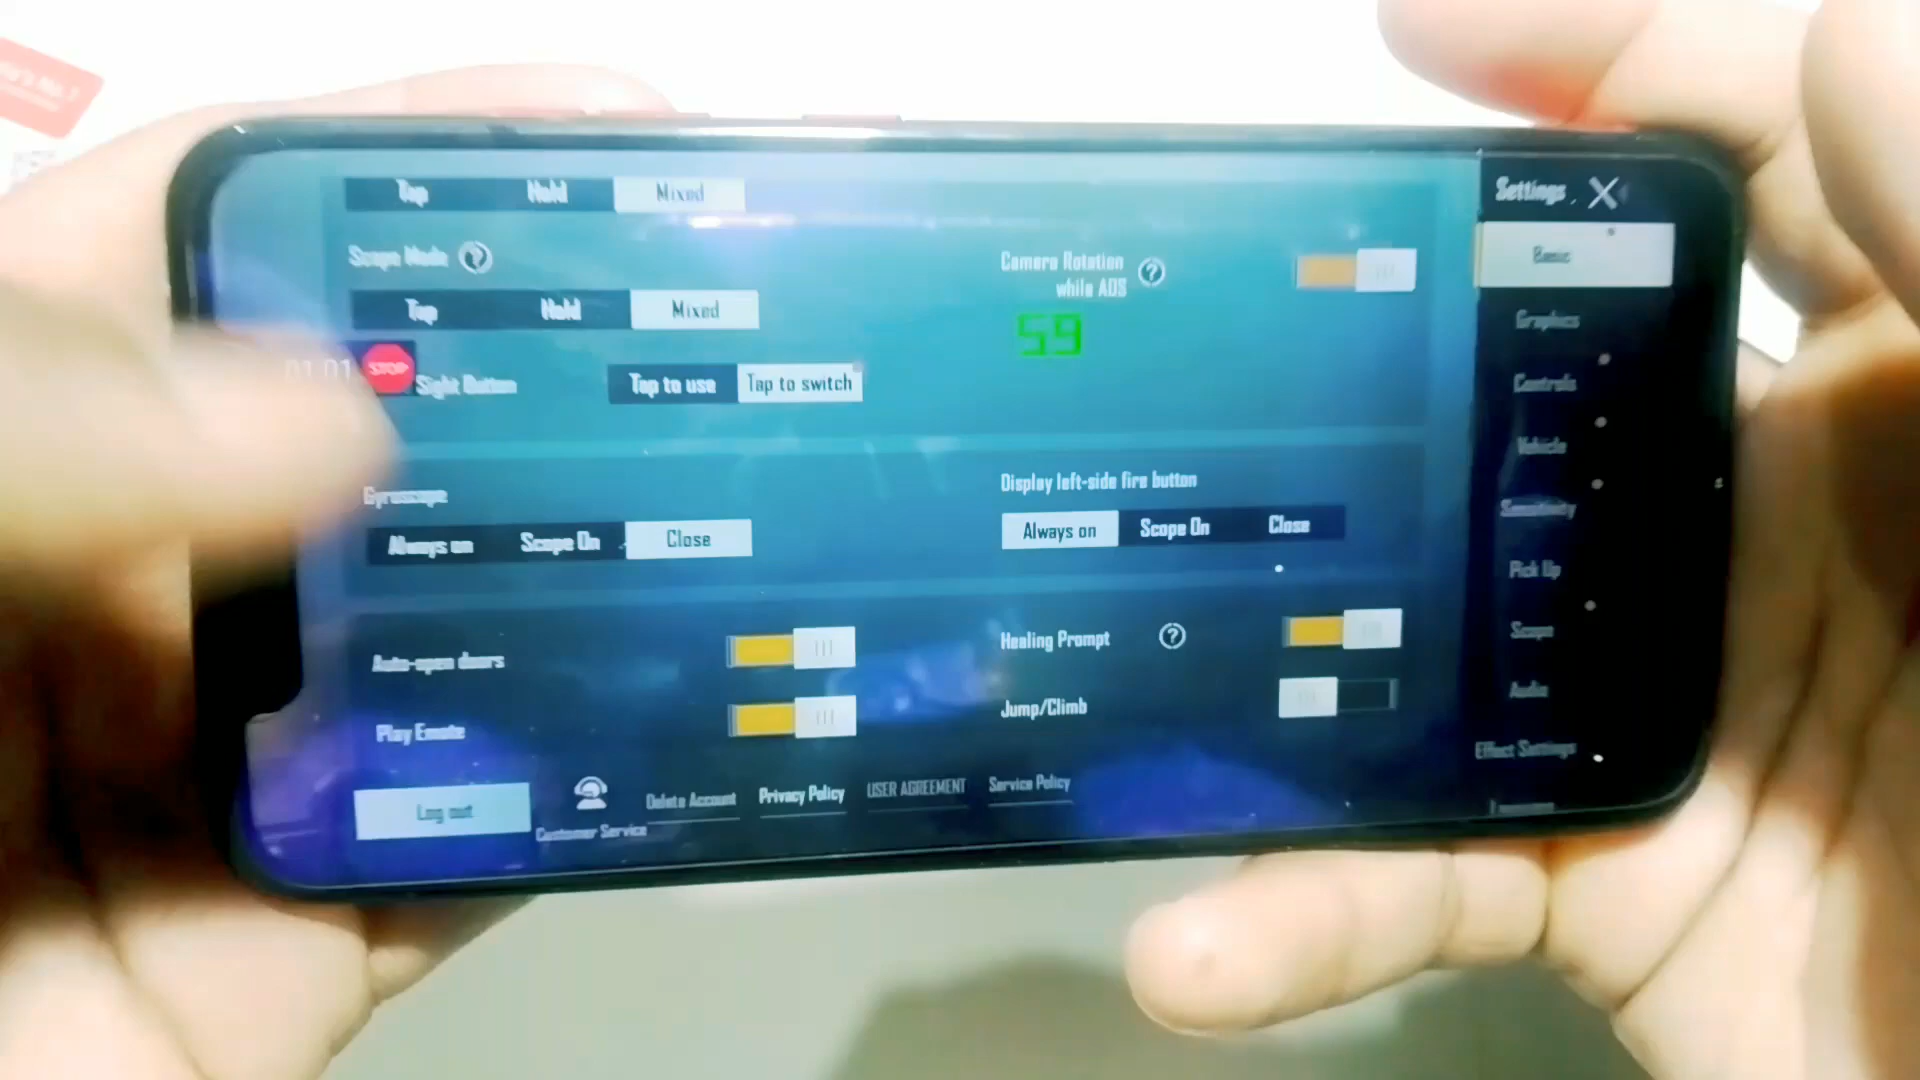 Tap Hold Mixed
Settings
Scope Mode ?
Camera Rotation
while ADS ?
Basic
Tap Hold Mixed
59
Graphics
01:01 STOP Sight Button Tap to use Tap to switch
Controls
Vehicle
Gyroscope
Display left-side fire button
Sensitivity
Always on Scope On Close
Always on Scope On Close
Pick Up
Auto-open doors
Healing Prompt ?
Scope
Play Emote
Jump/Climb
Audio
Effect Settings
Log out
Customer Service
Delete Account
Privacy Policy
USER AGREEMENT
Service Policy